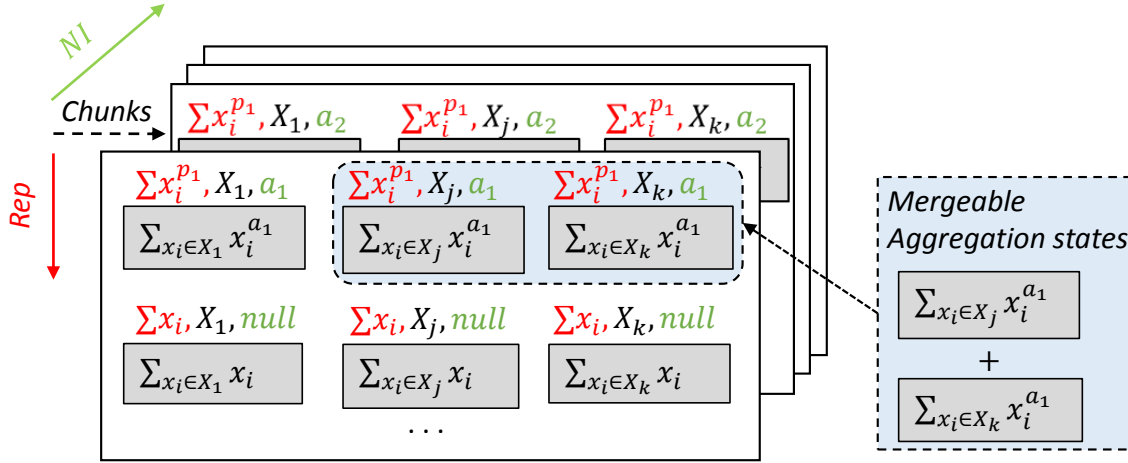 NI
Chunks
Rep
∑x_i^{p_1}, X_1, a_2 ∑x_i^{p_1}, X_j, a_2 ∑x_i^{p_1}, X_k, a_2
∑x_i^{p_1}, X_1, a_1 ∑x_i^{p_1}, X_j, a_1 ∑x_i^{p_1}, X_k, a_1
∑_{x_i∈X_1} x_i^{a_1} ∑_{x_i∈X_j} x_i^{a_1} ∑_{x_i∈X_k} x_i^{a_1}
∑x_i, X_1, null ∑x_i, X_j, null ∑x_i, X_k, null
∑_{x_i∈X_1} x_i ∑_{x_i∈X_j} x_i ∑_{x_i∈X_k} x_i
...
Mergeable
Aggregation states
∑_{x_i∈X_j} x_i^{a_1}
+
∑_{x_i∈X_k} x_i^{a_1}